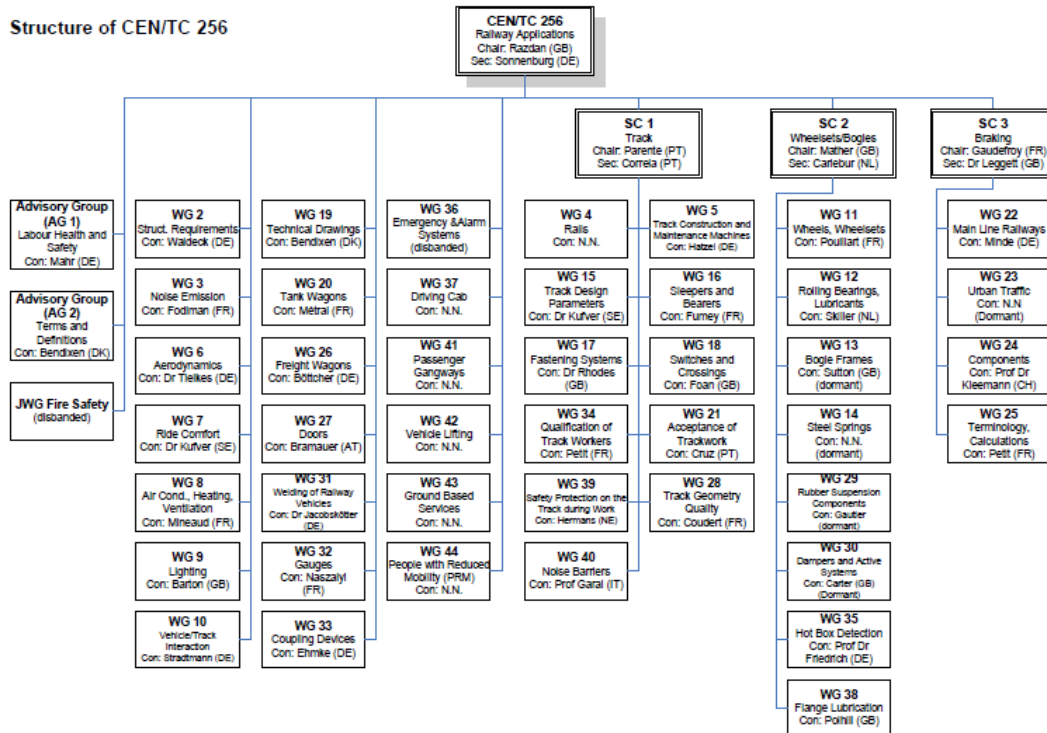 Structure of CEN/TC 256
CEN/TC 256
Railway Applications
Chair: Razdan (GB)
Sec: Sonnenburg (DE)
SC 1
Track
Chair: Parente (PT)
Sec: Correia (PT)
SC 2
Wheelsets/Bogies
Chair: Mather (GB)
Sec: Carlebur (NL)
SC 3
Braking
Chair: Gaudefroy (FR)
Sec: Dr Leggett (GB)
Advisory Group
(AG 1)
Labour Health and
Safety
Con: Mahr (DE)
Advisory Group
(AG 2)
Terms and
Definitions
Con: Bendixen (DK)
JWG Fire Safety
(disbanded)
WG 2
Struct. Requirements
Con: Waldeck (DE)
WG 3
Noise Emission
Con: Fodiman (FR)
WG 6
Aerodynamics
Con: Dr Tielkes (DE)
WG 7
Ride Comfort
Con: Dr Kufver (SE)
WG 8
Air Cond., Heating,
Ventilation
Con: Mineaud (FR)
WG 9
Lighting
Con: Barton (GB)
WG 10
Vehicle/Track
Interaction
Con: Stradtmann (DE)
WG 19
Technical Drawings
Con: Bendixen (DK)
WG 20
Tank Wagons
Con: Métral (FR)
WG 26
Freight Wagons
Con: Böttcher (DE)
WG 27
Doors
Con: Bramauer (AT)
WG 31
Welding of Railway
Vehicles
Con: Dr Jacobskötter
(DE)
WG 32
Gauges
Con: Naszalyi
(FR)
WG 33
Coupling Devices
Con: Ehmke (DE)
WG 36
Emergency &Alarm
Systems
(disbanded)
WG 37
Driving Cab
Con: N.N.
WG 41
Passenger
Gangways
Con: N.N.
WG 42
Vehicle Lifting
Con: N.N.
WG 43
Ground Based
Services
Con: N.N.
WG 44
People with Reduced
Mobility (PRM)
Con: N.N.
WG 4
Rails
Con: N.N.
WG 15
Track Design
Parameters
Con: Dr Kufver (SE)
WG 17
Fastening Systems
Con: Dr Rhodes
(GB)
WG 34
Qualification of
Track Workers
Petit (FR)
WG 39
Safety Protection on the
Track during Work
Con: Hermans (NE)
WG 40
Noise Barriers
Con: Prof Garai (IT)
WG 5
Track Construction and
Maintenance Machines
Con: Hatzel (DE)
WG 16
Sleepers and
Bearers
Con: Fumey (FR)
WG 18
Switches and
Crossings
Con: Foan (GB)
WG 21
Acceptance of
Trackwork
Con: Cruz (PT)
WG 28
Track Geometry
Quality
Con: Coudert (FR)
WG 11
Wheels, Wheelsets
Con: Pouillart (FR)
WG 12
Rolling Bearings,
Lubricants
Con: Skiller (NL)
WG 13
Bogie Frames
Con: Sutton (GB)
(dormant)
WG 14
Steel Springs
Con: N.N.
(dormant)
WG 29
Rubber Suspension
Components
Con: Gautier
(dormant)
WG 30
Dampers and Active
Systems
Con: Carter (GB)
(Dormant)
WG 35
Hot Box Detection
Con: Prof Dr
Friedrich (DE)
WG 38
Flange Lubrication
Con: Polhill (GB)
WG 22
Main Line Railways
Con: Minde (DE)
WG 23
Urban Traffic
Con: N.N
(Dormant)
WG 24
Components
Con: Prof Dr
Kleemann (CH)
WG 25
Terminology,
Calculations
Con: Petit (FR)